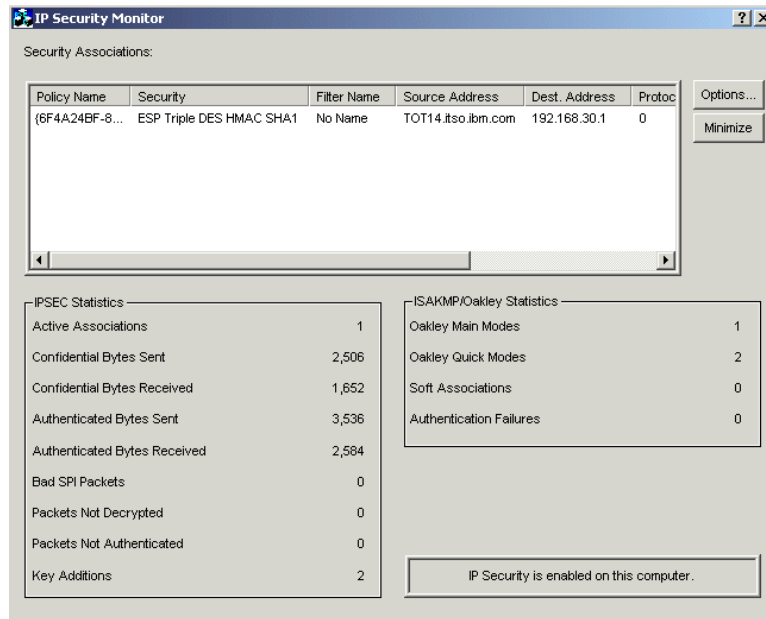 IP Security Monitor
Security Associations:
Policy Name Security Filter Name Source Address Dest. Address Protoc
{6F4A24BF-8... ESP Triple DES HMAC SHA1 No Name TOT14.itso.ibm.com 192.168.30.1 0
Options...
Minimize
IPSEC Statistics
Active Associations 1
Confidential Bytes Sent 2,506
Confidential Bytes Received 1,652
Authenticated Bytes Sent 3,536
Authenticated Bytes Received 2,584
Bad SPI Packets 0
Packets Not Decrypted 0
Packets Not Authenticated 0
Key Additions 2
ISAKMP/Oakley Statistics
Oakley Main Modes 1
Oakley Quick Modes 2
Soft Associations 0
Authentication Failures 0
IP Security is enabled on this computer.